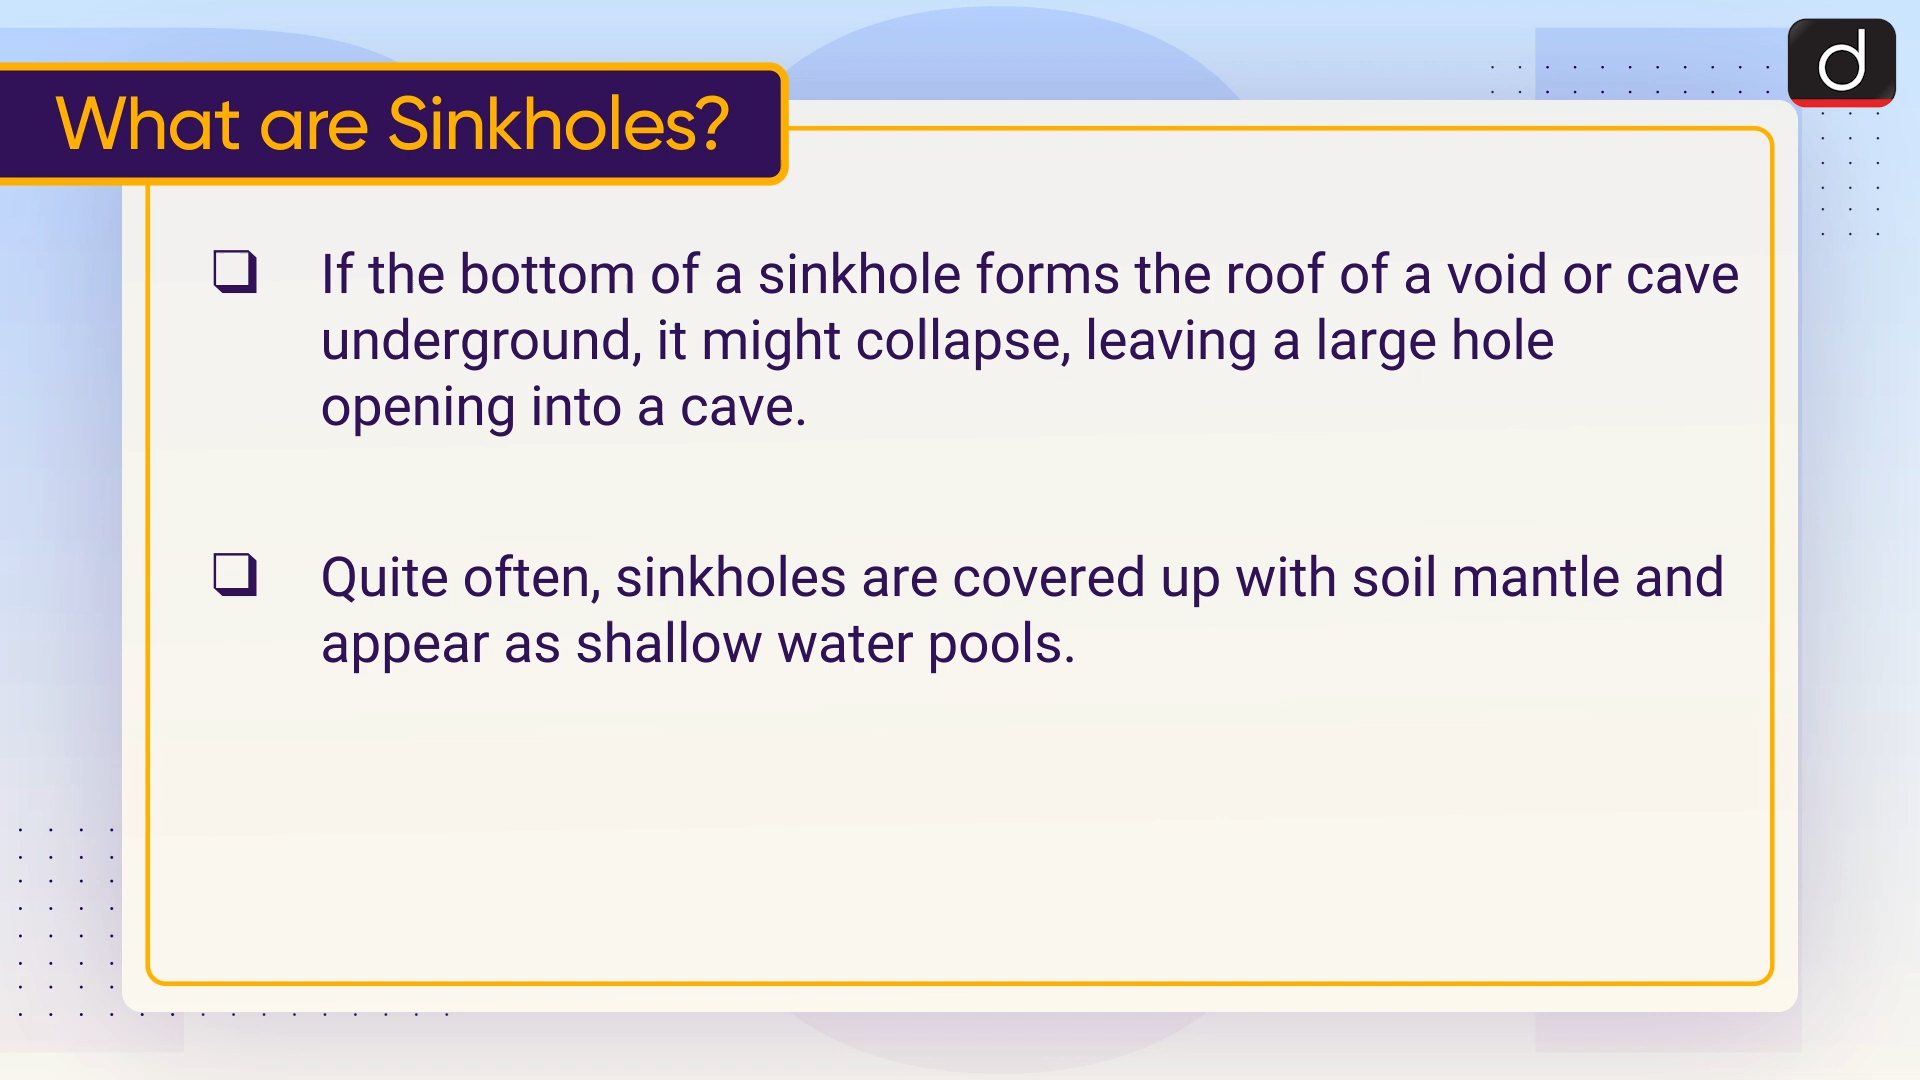 What are Sinkholes?
d
❑ If the bottom of a sinkhole forms the roof of a void or cave
underground, it might collapse, leaving a large hole
opening into a cave.
❑ Quite often, sinkholes are covered up with soil mantle and
appear as shallow water pools.